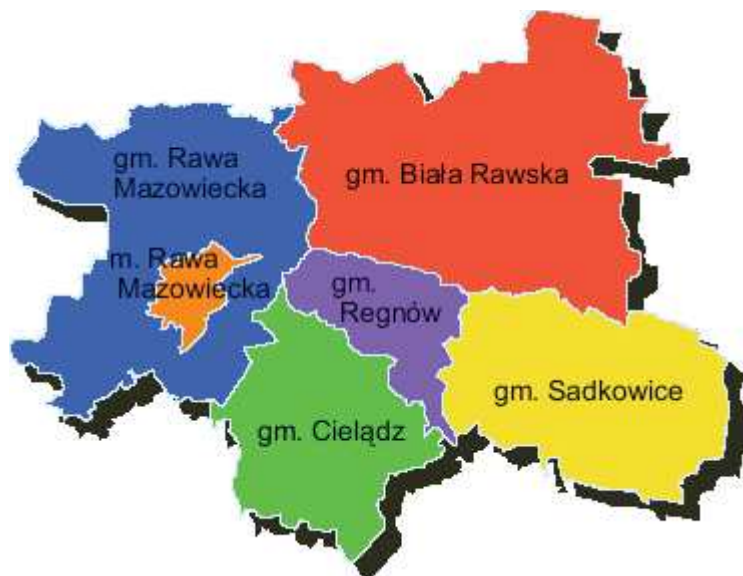 gm. Rawa
Mazowiecka
gm. Biała Rawska
m. Rawa
Mazowiecka
gm.
Regnów
gm. Sadkowice
gm. Cielądz